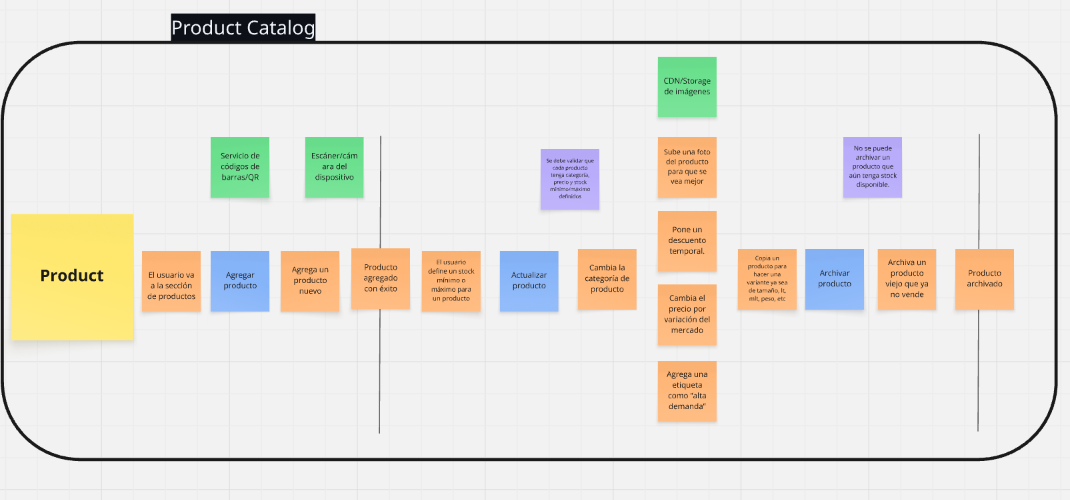 Product Catalog
CDN/Storage
de imágenes
Servicio de
códigos de
barras/QR
Escáner/cám
ara del
dispositivo
Se debe validar que
cada producto
tenga categoría,
precio y stock
mínimo/máximo
definidos.
Sube una foto
del producto
para que se
vea mejor
No se puede
archivar un
producto que
aún tenga stock
disponible.
Product
El usuario va
a la sección
de productos
Agregar
producto
Agrega un
producto
nuevo
Producto
agregado
con éxito
El usuario
define un stock
mínimo o
máximo para
un producto
Actualizar
producto
Cambia la
categoría de
producto
Pone un
descuento
temporal.
Cambia el
precio por
variación del
mercado
Agrega una
etiqueta
como "alta
demanda"
Copia un
producto para
hacer una
variante ya sea
de tamaño, lt,
mlt, peso, etc
Archivar
producto
Archiva un
producto
viejo que ya
no vende
Producto
archivado